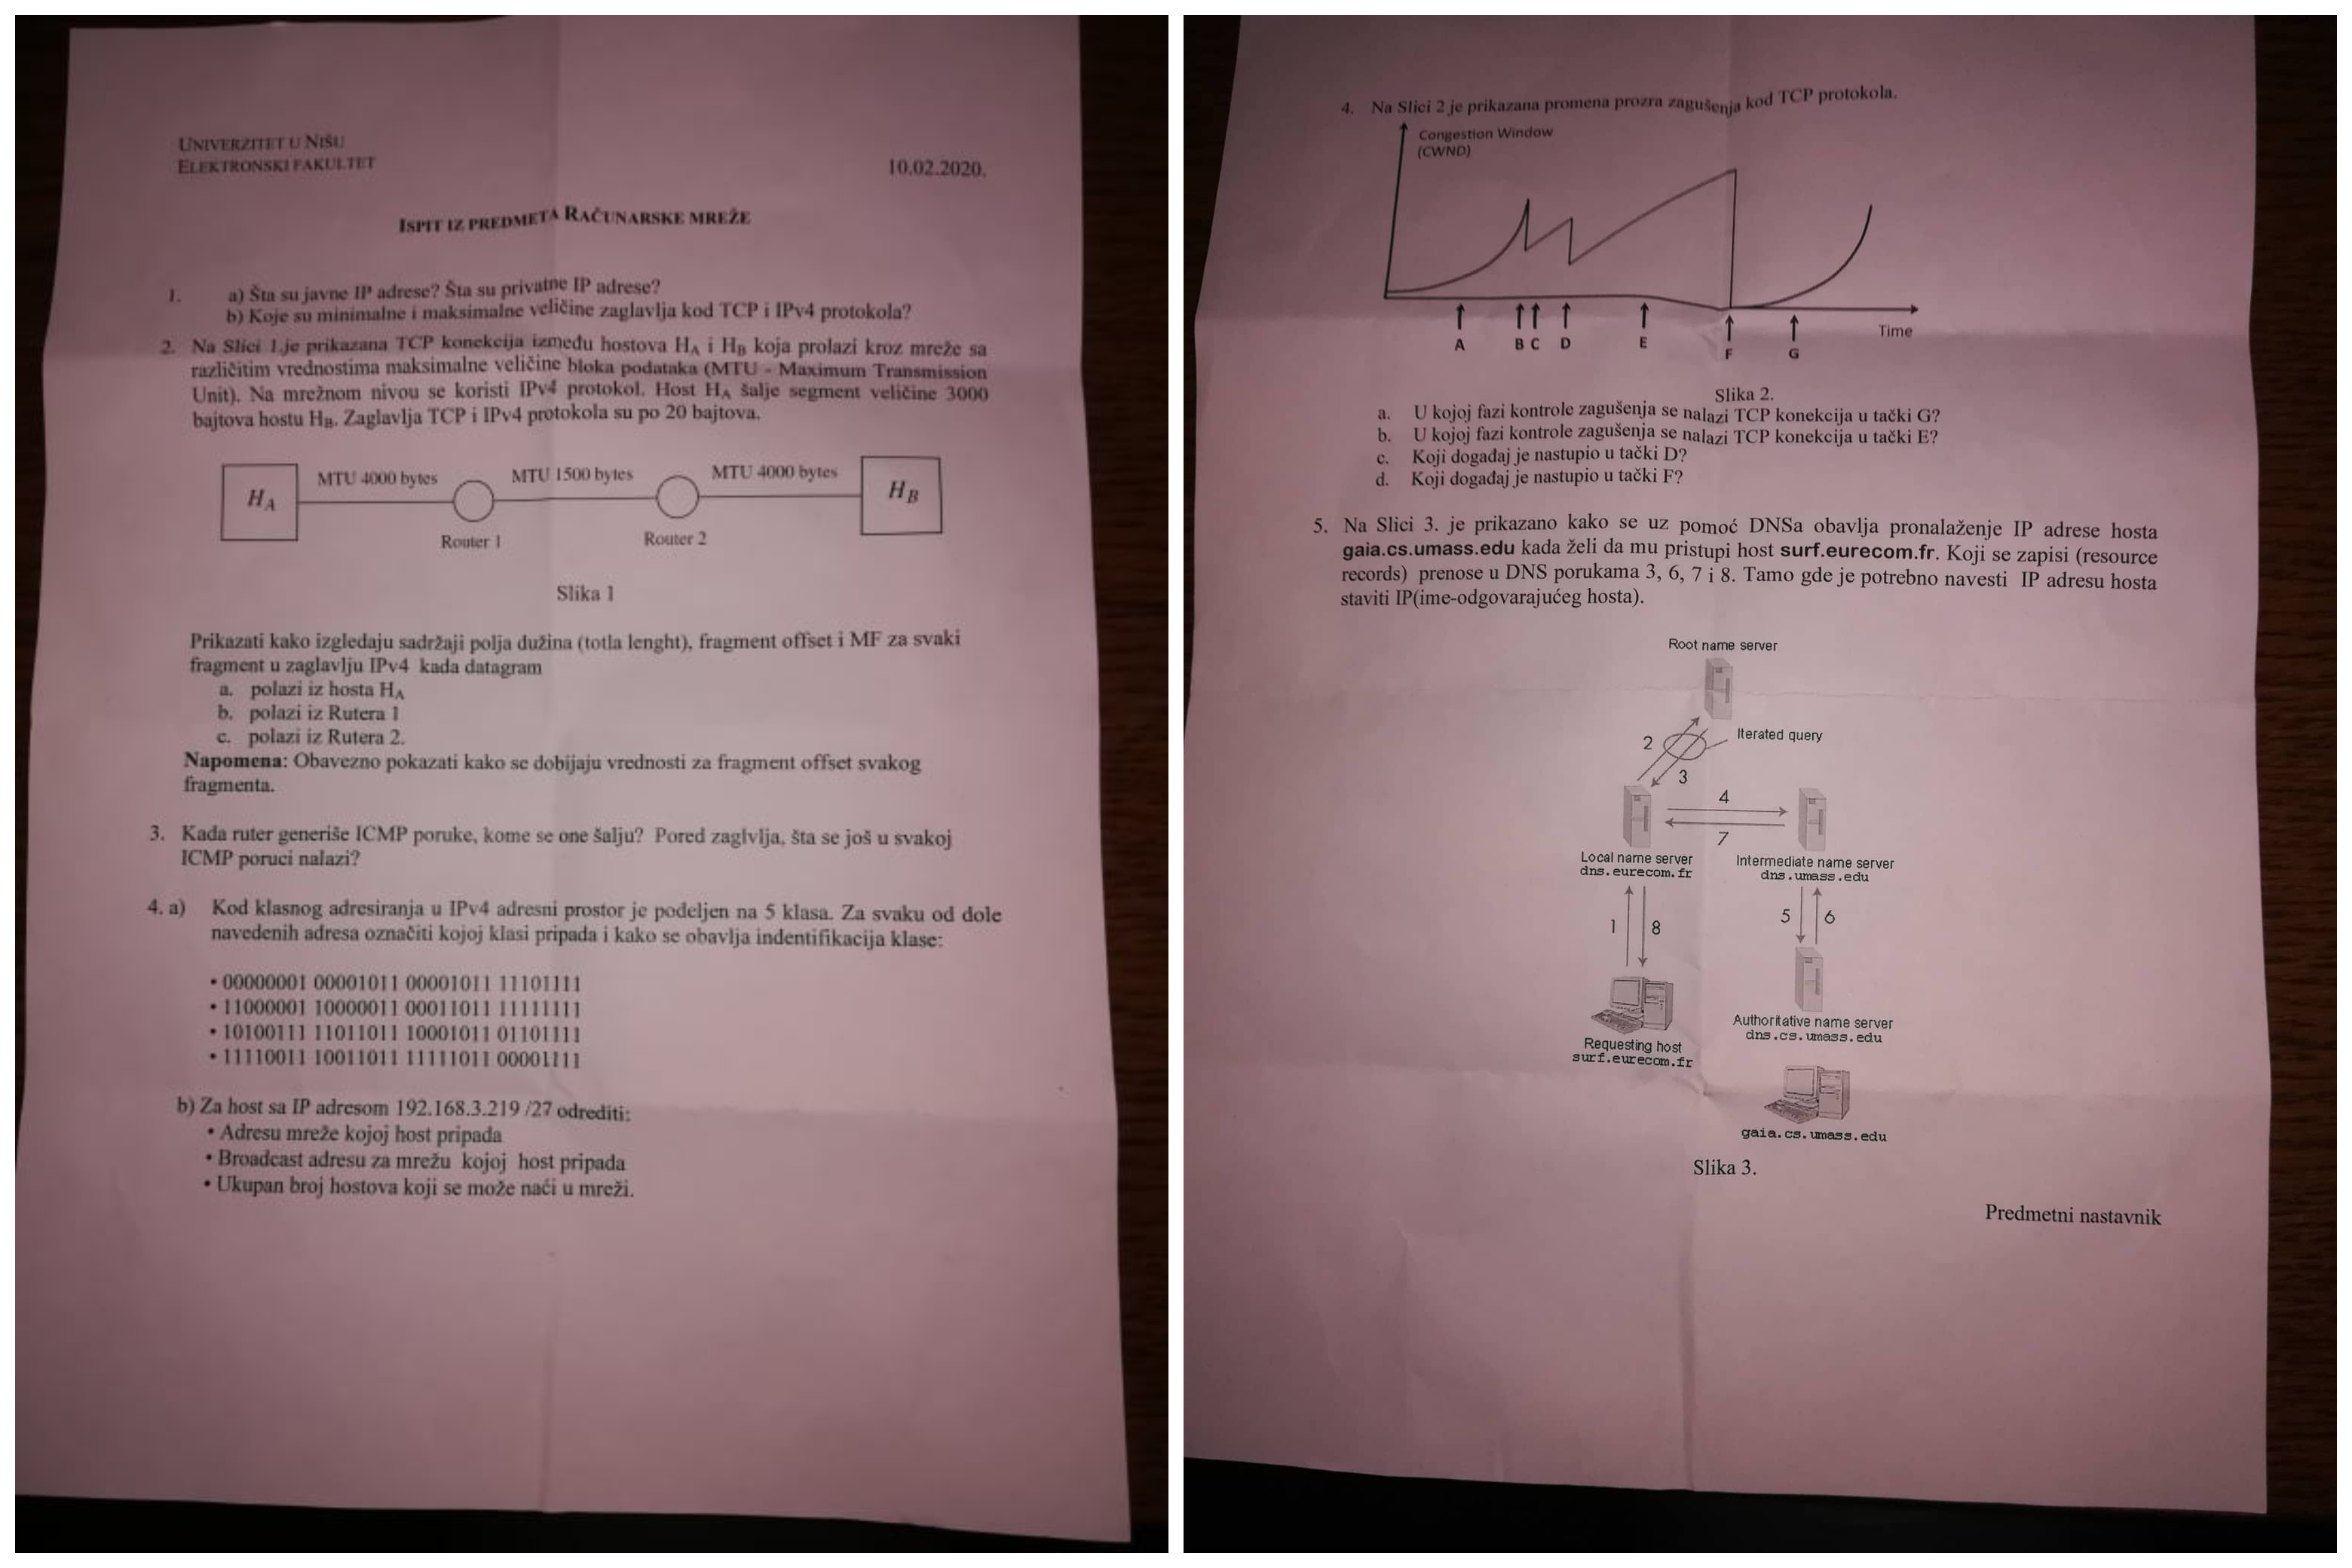 UNIVERZITET U NIŠU
ELEKTRONSKI FAKULTET
10.02.2020.
ISPIT IZ PREDMETA RAČUNARSKE MREŽE
1. a) Šta su javne IP adrese? Šta su privatne IP adrese?
b) Koje su minimalne i maksimalne veličine zaglavlja kod TCP i IPv4 protokola?
2. Na Slici 1.je prikazana TCP konekcija između hostova HA i HB koja prolazi kroz mreže sa
različitim vrednostima maksimalne veličine bloka podataka (MTU - Maximum Transmission
Unit). Na mrežnom nivou se koristi IPv4 protokol. Host HA šalje segment veličine 3000
bajtova hostu HB. Zaglavlja TCP i IPv4 protokola su po 20 bajtova.
HA
MTU 4000 bytes
MTU 1500 bytes
MTU 4000 bytes
HB
Router 1
Router 2
Slika 1
Prikazati kako izgledaju sadržaji polja dužina (totla lenght), fragment offset i MF za svaki
fragment u zaglavlju IPv4 kada datagram
a. polazi iz hosta HA
b. polazi iz Rutera 1
c. polazi iz Rutera 2.
Napomena: Obavezno pokazati kako se dobijaju vrednosti za fragment offset svakog
fragmenta.
3. Kada ruter generiše ICMP poruke, kome se one šalju? Pored zaglvlja, šta se još u svakoj
ICMP poruci nalazi?
4. a) Kod klasnog adresiranja u IPv4 adresni prostor je podeljen na 5 klasa. Za svaku od dole
navedenih adresa označiti kojoj klasi pripada i kako se obavlja indentifikacija klase:
• 00000001 00001011 00001011 11101111
• 11000001 10000011 00011011 11111111
• 10100111 11011011 10001011 01101111
• 11110011 10011011 11111011 00001111
b) Za host sa IP adresom 192.168.3.219 /27 odrediti:
• Adresu mreže kojoj host pripada
• Broadcast adresu za mrežu kojoj host pripada
• Ukupan broj hostova koji se može naći u mreži.
4. Na Slici 2 je prikazana promena prozra zagušenja kod TCP protokola.
Congestion Window
(CWND)
A B C D E F G
Time
Slika 2.
a. U kojoj fazi kontrole zagušenja se nalazi TCP konekcija u tački G?
b. U kojoj fazi kontrole zagušenja se nalazi TCP konekcija u tački E?
c. Koji događaj je nastupio u tački D?
d. Koji događaj je nastupio u tački F?
5. Na Slici 3. je prikazano kako se uz pomoć DNSa obavlja pronalaženje IP adrese hosta
gaia.cs.umass.edu kada želi da mu pristupi host surf.eurecom.fr. Koji se zapisi (resource
records) prenose u DNS porukama 3, 6, 7 i 8. Tamo gde je potrebno navesti IP adresu hosta
staviti IP(ime-odgovarajućeg hosta).
Root name server
Iterated query
2
3
4
7
Local name server
dns.eurecom.fr
Intermediate name server
dns.umass.edu
1
8
5
6
Authoritative name server
dns.cs.umass.edu
Requesting host
surf.eurecom.fr
gaia.cs.umass.edu
Slika 3.
Predmetni nastavnik